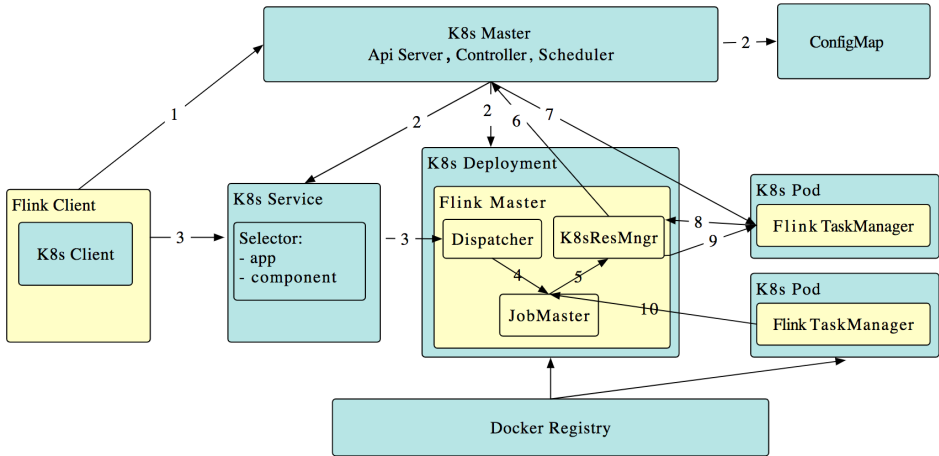 K8s Master
Api Server , Controller, Scheduler
2
ConfigMap
1
2
2
6
7
K8s Deployment
Flink Client
K8s Client
3
K8s Service
Selector:
- app
- component
3
Flink Master
Dispatcher
K8sResMngr
4
5
JobMaster
8
9
10
K8s Pod
Flink TaskManager
K8s Pod
Flink TaskManager
Docker Registry